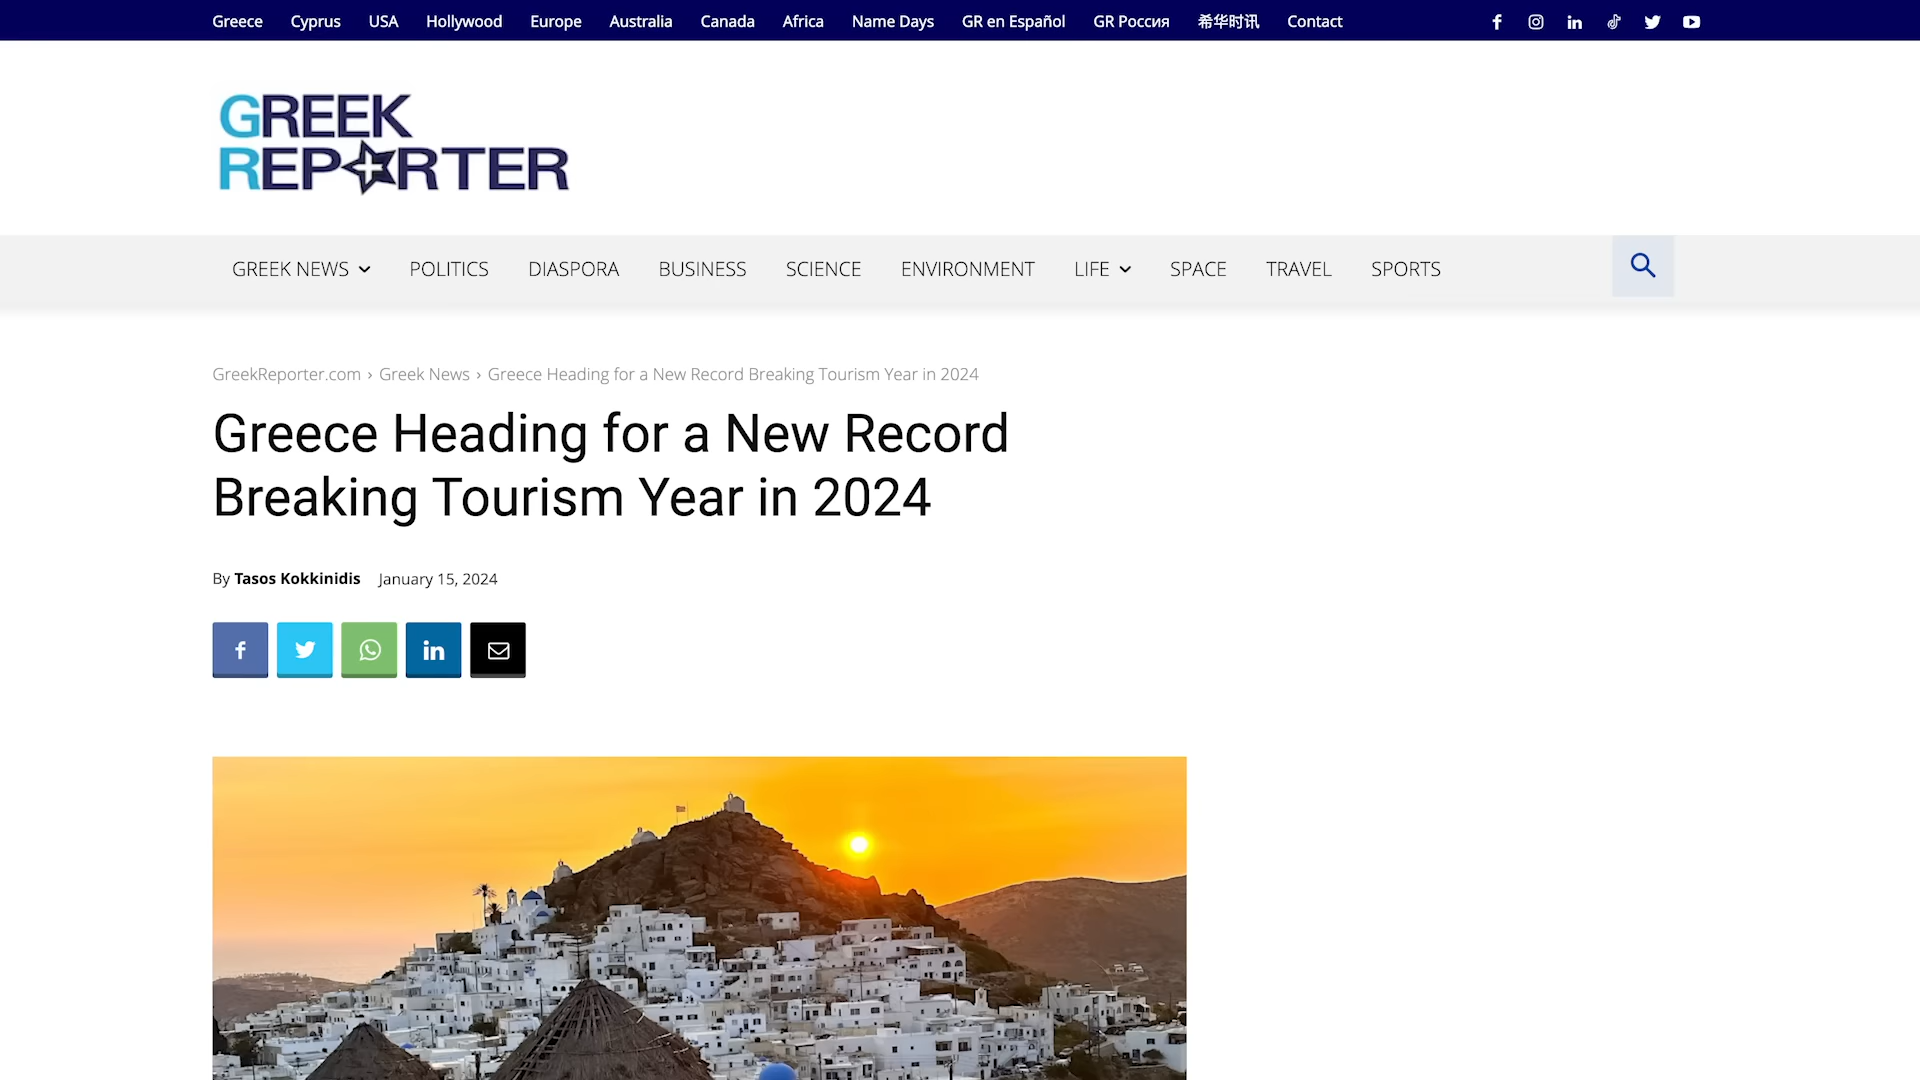 Greece Cyprus USA Hollywood Europe Australia Canada Africa Name Days GR en Español GR Россия 希华时讯 Contact
GREEK
REPORTER
GREEK NEWS POLITICS DIASPORA BUSINESS SCIENCE ENVIRONMENT LIFE SPACE TRAVEL SPORTS
GreekReporter.com › Greek News › Greece Heading for a New Record Breaking Tourism Year in 2024
Greece Heading for a New Record
Breaking Tourism Year in 2024
By Tasos Kokkinidis January 15, 2024